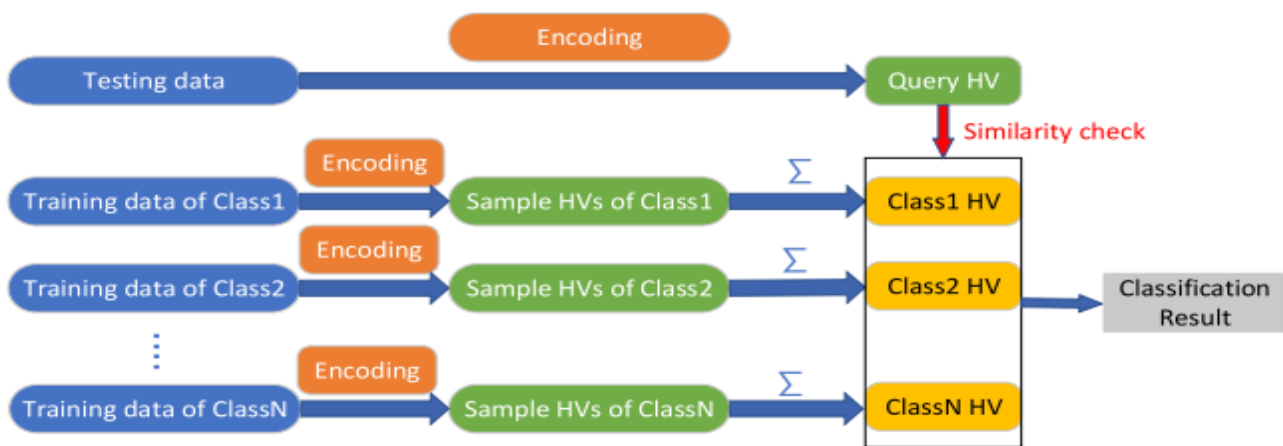 Encoding
Testing data
Query HV
Similarity check
Encoding
∑
Training data of Class1
Sample HVs of Class1
Class1 HV
Encoding
∑
Training data of Class2
Sample HVs of Class2
Class2 HV
Classification
Result
Encoding
∑
Training data of ClassN
Sample HVs of ClassN
ClassN HV